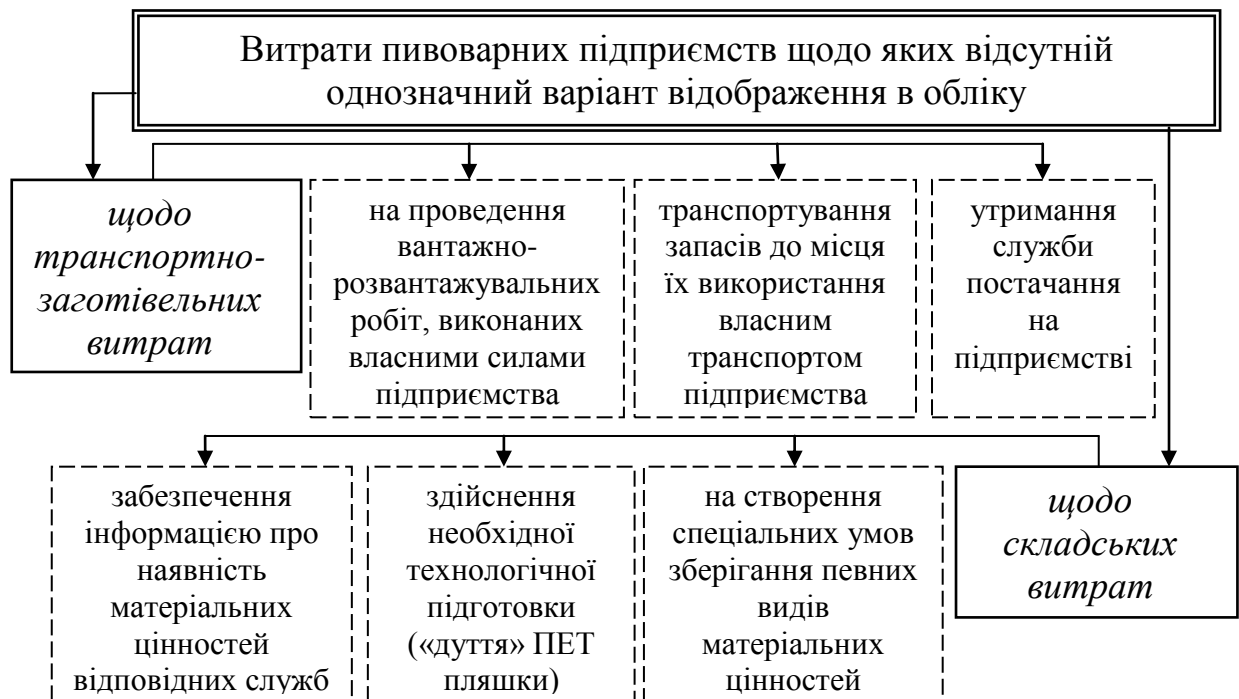 Витрати пивоварних підприємств щодо яких відсутній
однозначний варіант відображення в обліку
щодо
транспортно-
заготівельних
витрат
на проведення
вантажно-
розвантажувальних
робіт, виконаних
власними силами
підприємства
транспортування
запасів до місця
їх використання
власним
транспортом
підприємства
утримання
служби
постачання
на
підприємстві
забезпечення
інформацією про
наявність
матеріальних
цінностей
відповідних служб
здійснення
необхідної
технологічної
підготовки
(«дуття» ПЕТ
пляшки)
на створення
спеціальних умов
зберігання певних
видів
матеріальних
цінностей
щодо
складських
витрат